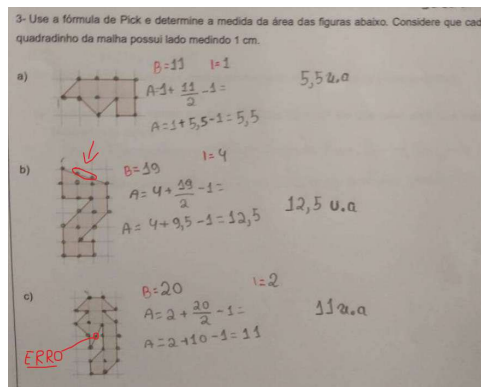 3- Use a fórmula de Pick e determine a medida da área das figuras abaixo. Considere que cad
quadradinho da malha possui lado medindo 1 cm.
a)
B=11 I=1
A=1+11/2-1=
A=1+5,5-1=5,5
5,5 u.a
b)
B=19 I=4
A=4+19/2-1=
A=4+9,5-1=12,5
12,5 u.a
c)
B=20 I=2
A=2+20/2-1=
A=2+10-1=11
11 u.a
ERRO